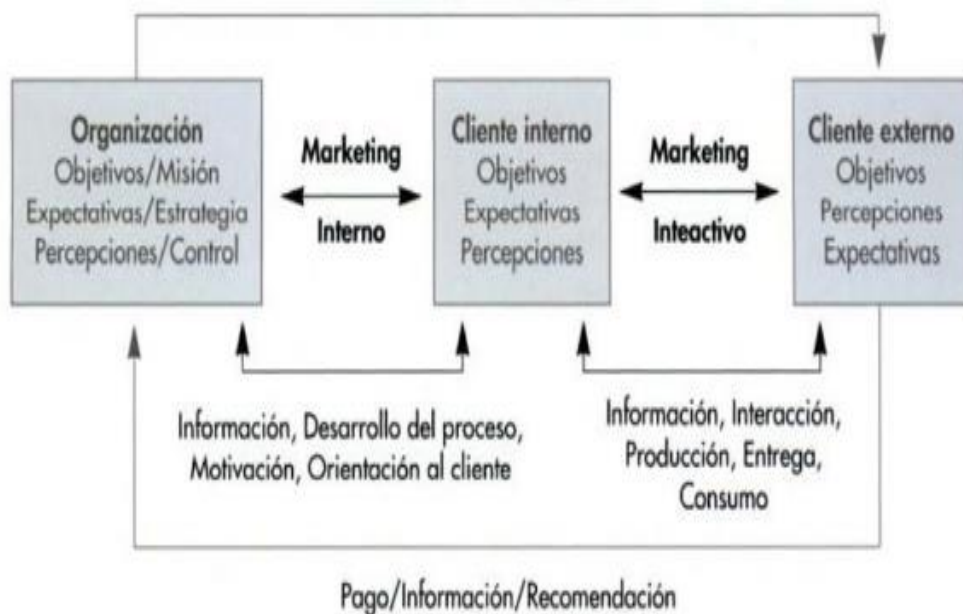 Organización
Objetivos/Misión
Expectativas/Estrategia
Percepciones/Control
Marketing
Interno
Cliente interno
Objetivos
Expectativas
Percepciones
Marketing
Inteactivo
Cliente externo
Objetivos
Percepciones
Expectativas
Información, Desarrollo del proceso,
Motivación, Orientación al cliente
Información, Interacción,
Producción, Entrega,
Consumo
Pago/Información/Recomendación